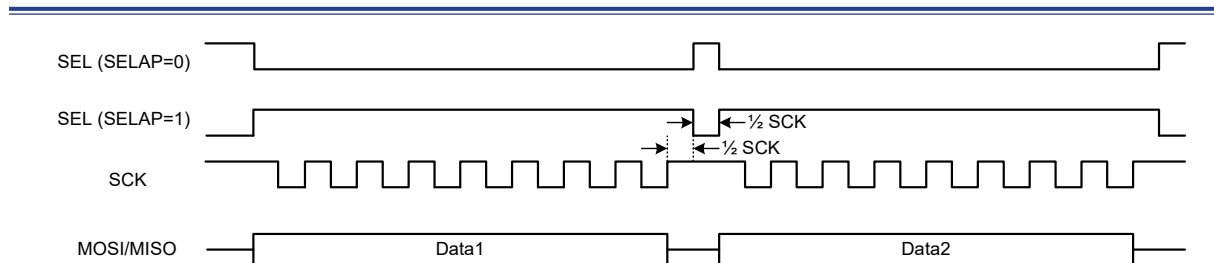 SEL (SELAP=0)
SEL (SELAP=1)
½ SCK
½ SCK
SCK
MOSI/MISO
Data1
Data2